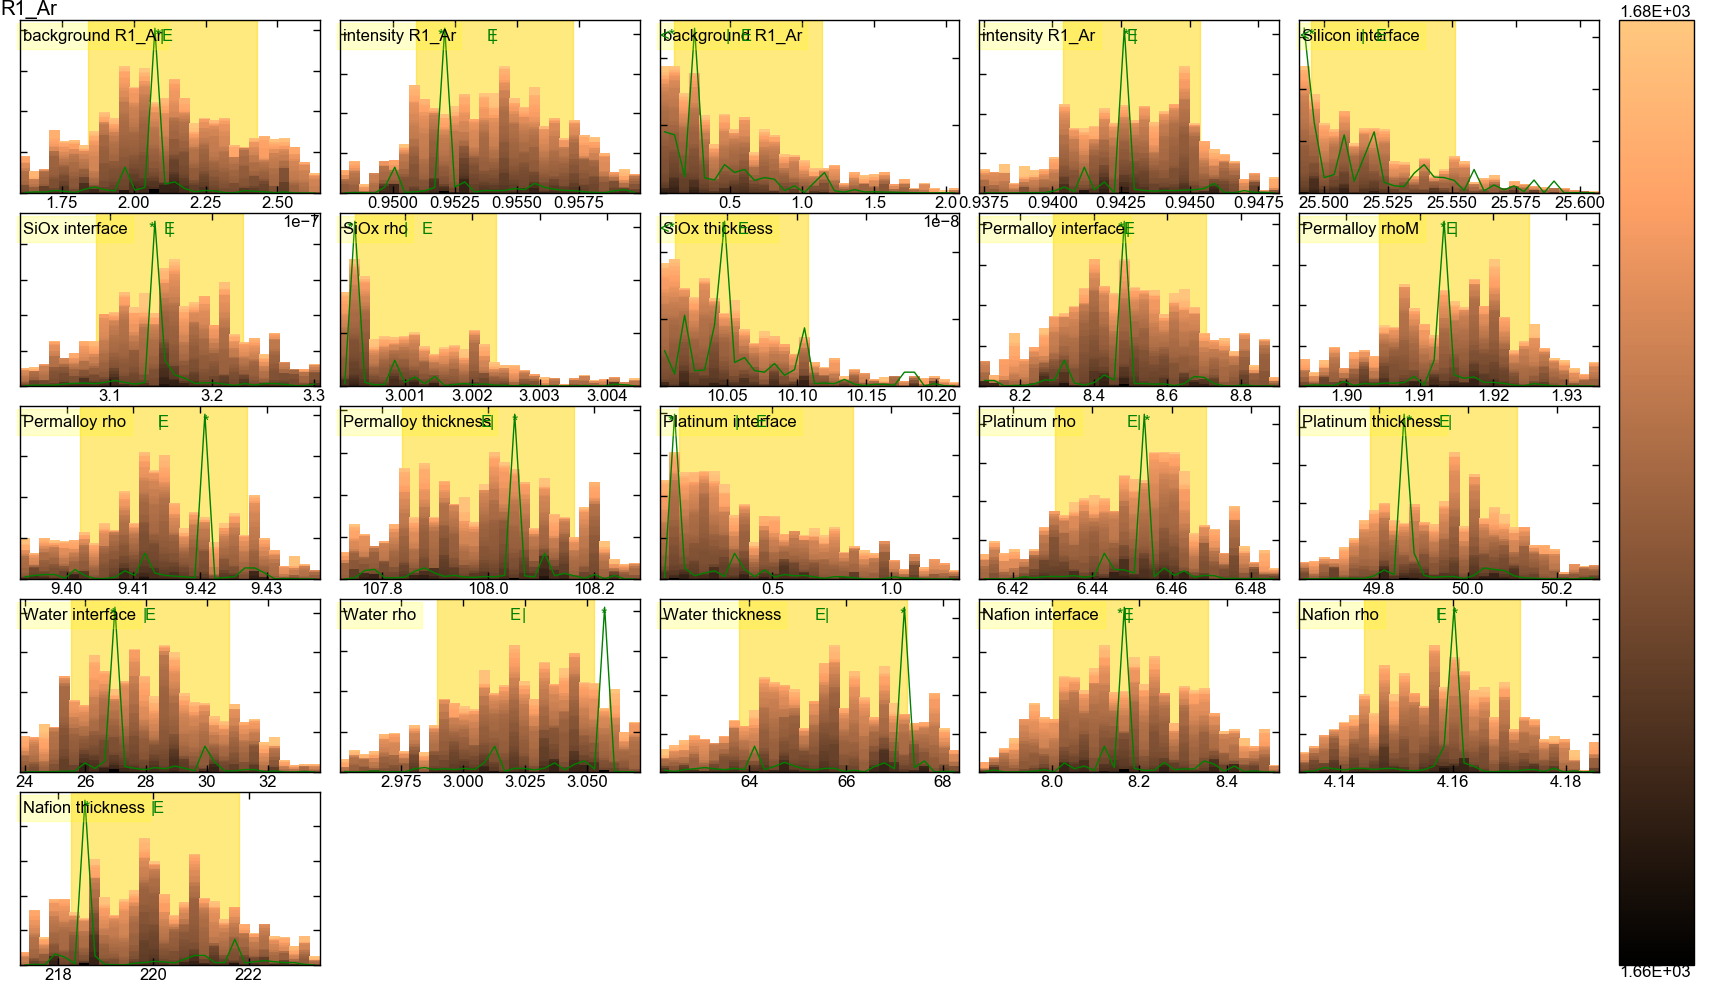 R1_Ar
1.68E+03
background R1_Ar |E
intensity R1_Ar * E|
background R1_Ar * | E
intensity R1_Ar * E|
Silicon interface * | E
1.75 2.00 2.25 2.50
0.9500 0.9525 0.9550 0.9575
0.5 1.0 1.5 2.0
0.9375 0.9400 0.9425 0.9450 0.9475
25.500 25.525 25.550 25.575 25.600
1e-7
1e-8
SiOx interface * E|
SiOx rho * | E
SiOx thickness * | E
Permalloy interface * E|
Permalloy rhoM * E|
3.1 3.2 3.3
3.001 3.002 3.003 3.004
10.05 10.10 10.15 10.20
8.2 8.4 8.6 8.8
1.90 1.91 1.92 1.93
Permalloy rho |E *
Permalloy thickness E| *
Platinum interface * | E
Platinum rho E| *
Platinum thickness * E|
9.40 9.41 9.42 9.43
107.8 108.0 108.2
0.5 1.0
6.42 6.44 6.46 6.48
49.8 50.0 50.2
Water interface * |E
Water rho E| *
Water thickness E| *
Nafion interface * E|
Nafion rho |E *
24 26 28 30 32
2.975 3.000 3.025 3.050
64 66 68
8.0 8.2 8.4
4.14 4.16 4.18
Nafion thickness * |E
218 220 222
1.66E+03